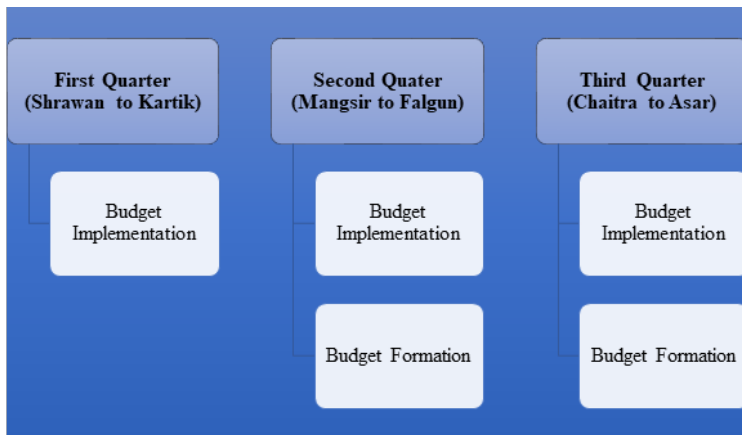 First Quarter
(Shrawan to Kartik)
Budget
Implementation
Second Quater
(Mangsir to Falgun)
Budget
Implementation
Budget Formation
Third Quarter
(Chaitra to Asar)
Budget
Implementation
Budget Formation